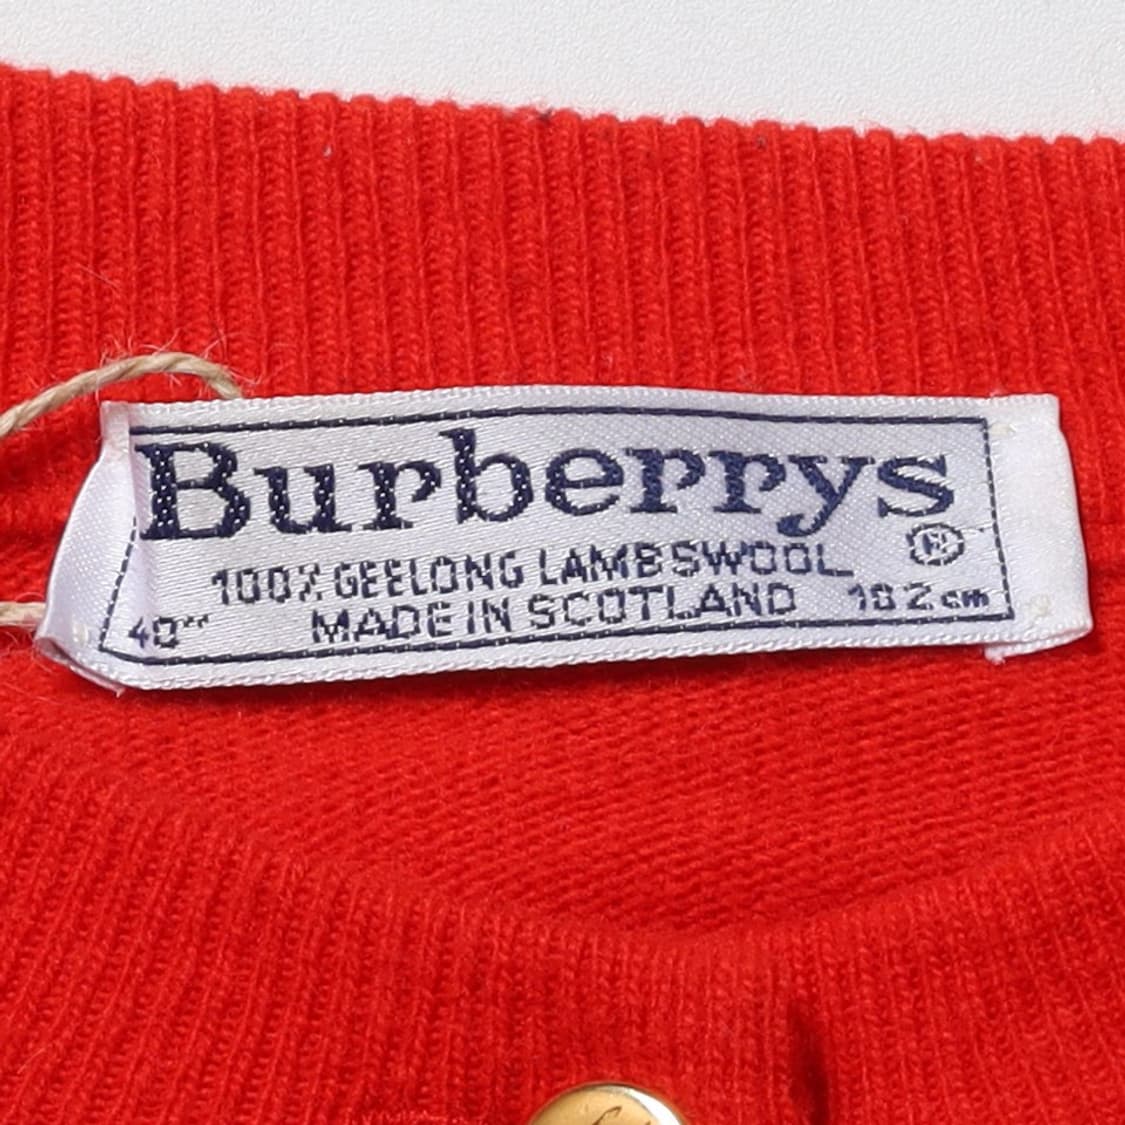 Burberrys
®
100% GEELONG LAMBSWOOL
40" MADE IN SCOTLAND 102cm